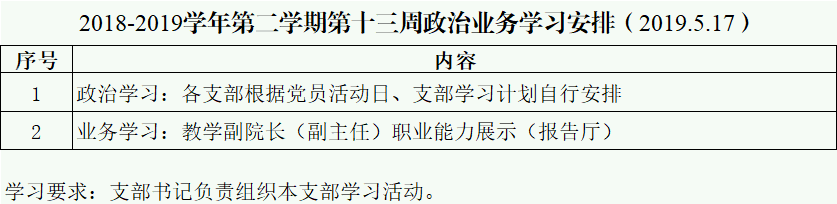 2018-2019学年第二学期第十三周政治业务学习安排（2019.5.17）
序号 内容
1 政治学习：各支部根据党员活动日、支部学习计划自行安排
2 业务学习：教学副院长（副主任）职业能力展示（报告厅）
学习要求：支部书记负责组织本支部学习活动。